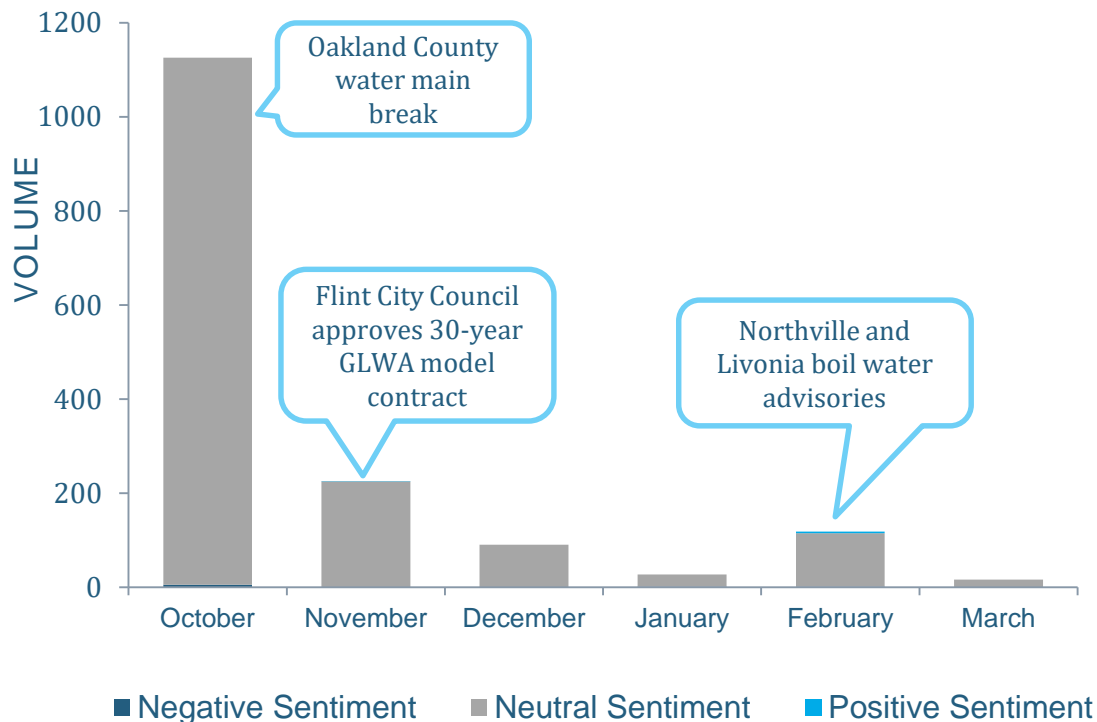 1200
1000
800
600
400
200
0
VOLUME
Oakland County
water main
break
Flint City Council
approves 30-year
GLWA model
contract
Northville and
Livonia boil water
advisories
October November December January February March
Negative Sentiment Neutral Sentiment Positive Sentiment